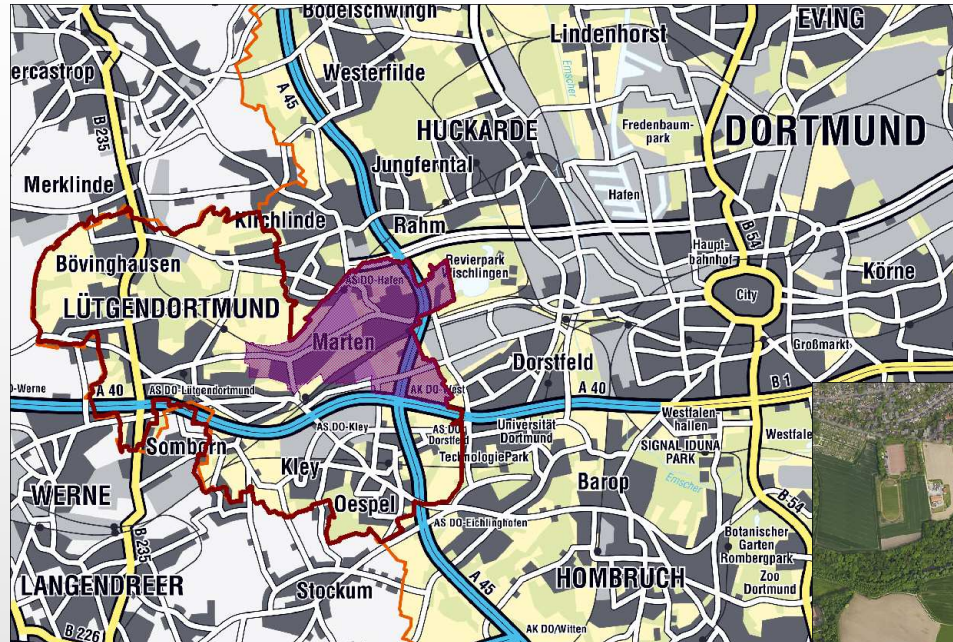 Bodelschwingh
EVING
Lindenhorst
ercastrop
Westerfilde
A 45
Emscher
B 235
HUCKARDE
Fredenbaum-
park
DORTMUND
Jungferntal
Merklinde
Hafen
Kirchlinde
Rahm
B 54
Haupt-
bahnhof
Bövinghausen
Revierpark
Wischlingen
Körne
AS DO-Hafen
City
LÜTGENDORTMUND
Marten
Großmarkt
Dorstfeld
O-Werne
A 40
AS DO-Lütgendortmund
AK DO-West
A 40
B 1
Somborn
AS DO-Kley
AS DO-
Dorstfeld
Universität
Dortmund
Westfalen-
hallen
Westfale
SIGNAL IDUNA
PARK
Kley
TechnologiePark
WERNE
Barop
Emscher
Oespel
B 54
AS DO-Eichlinghofen
B 235
Botanischer
Garten
Rombergpark
LANGENDREER
Stockum
A 45
HOMBRUCH
Zoo
Dortmund
B 226
AK DO/Witten